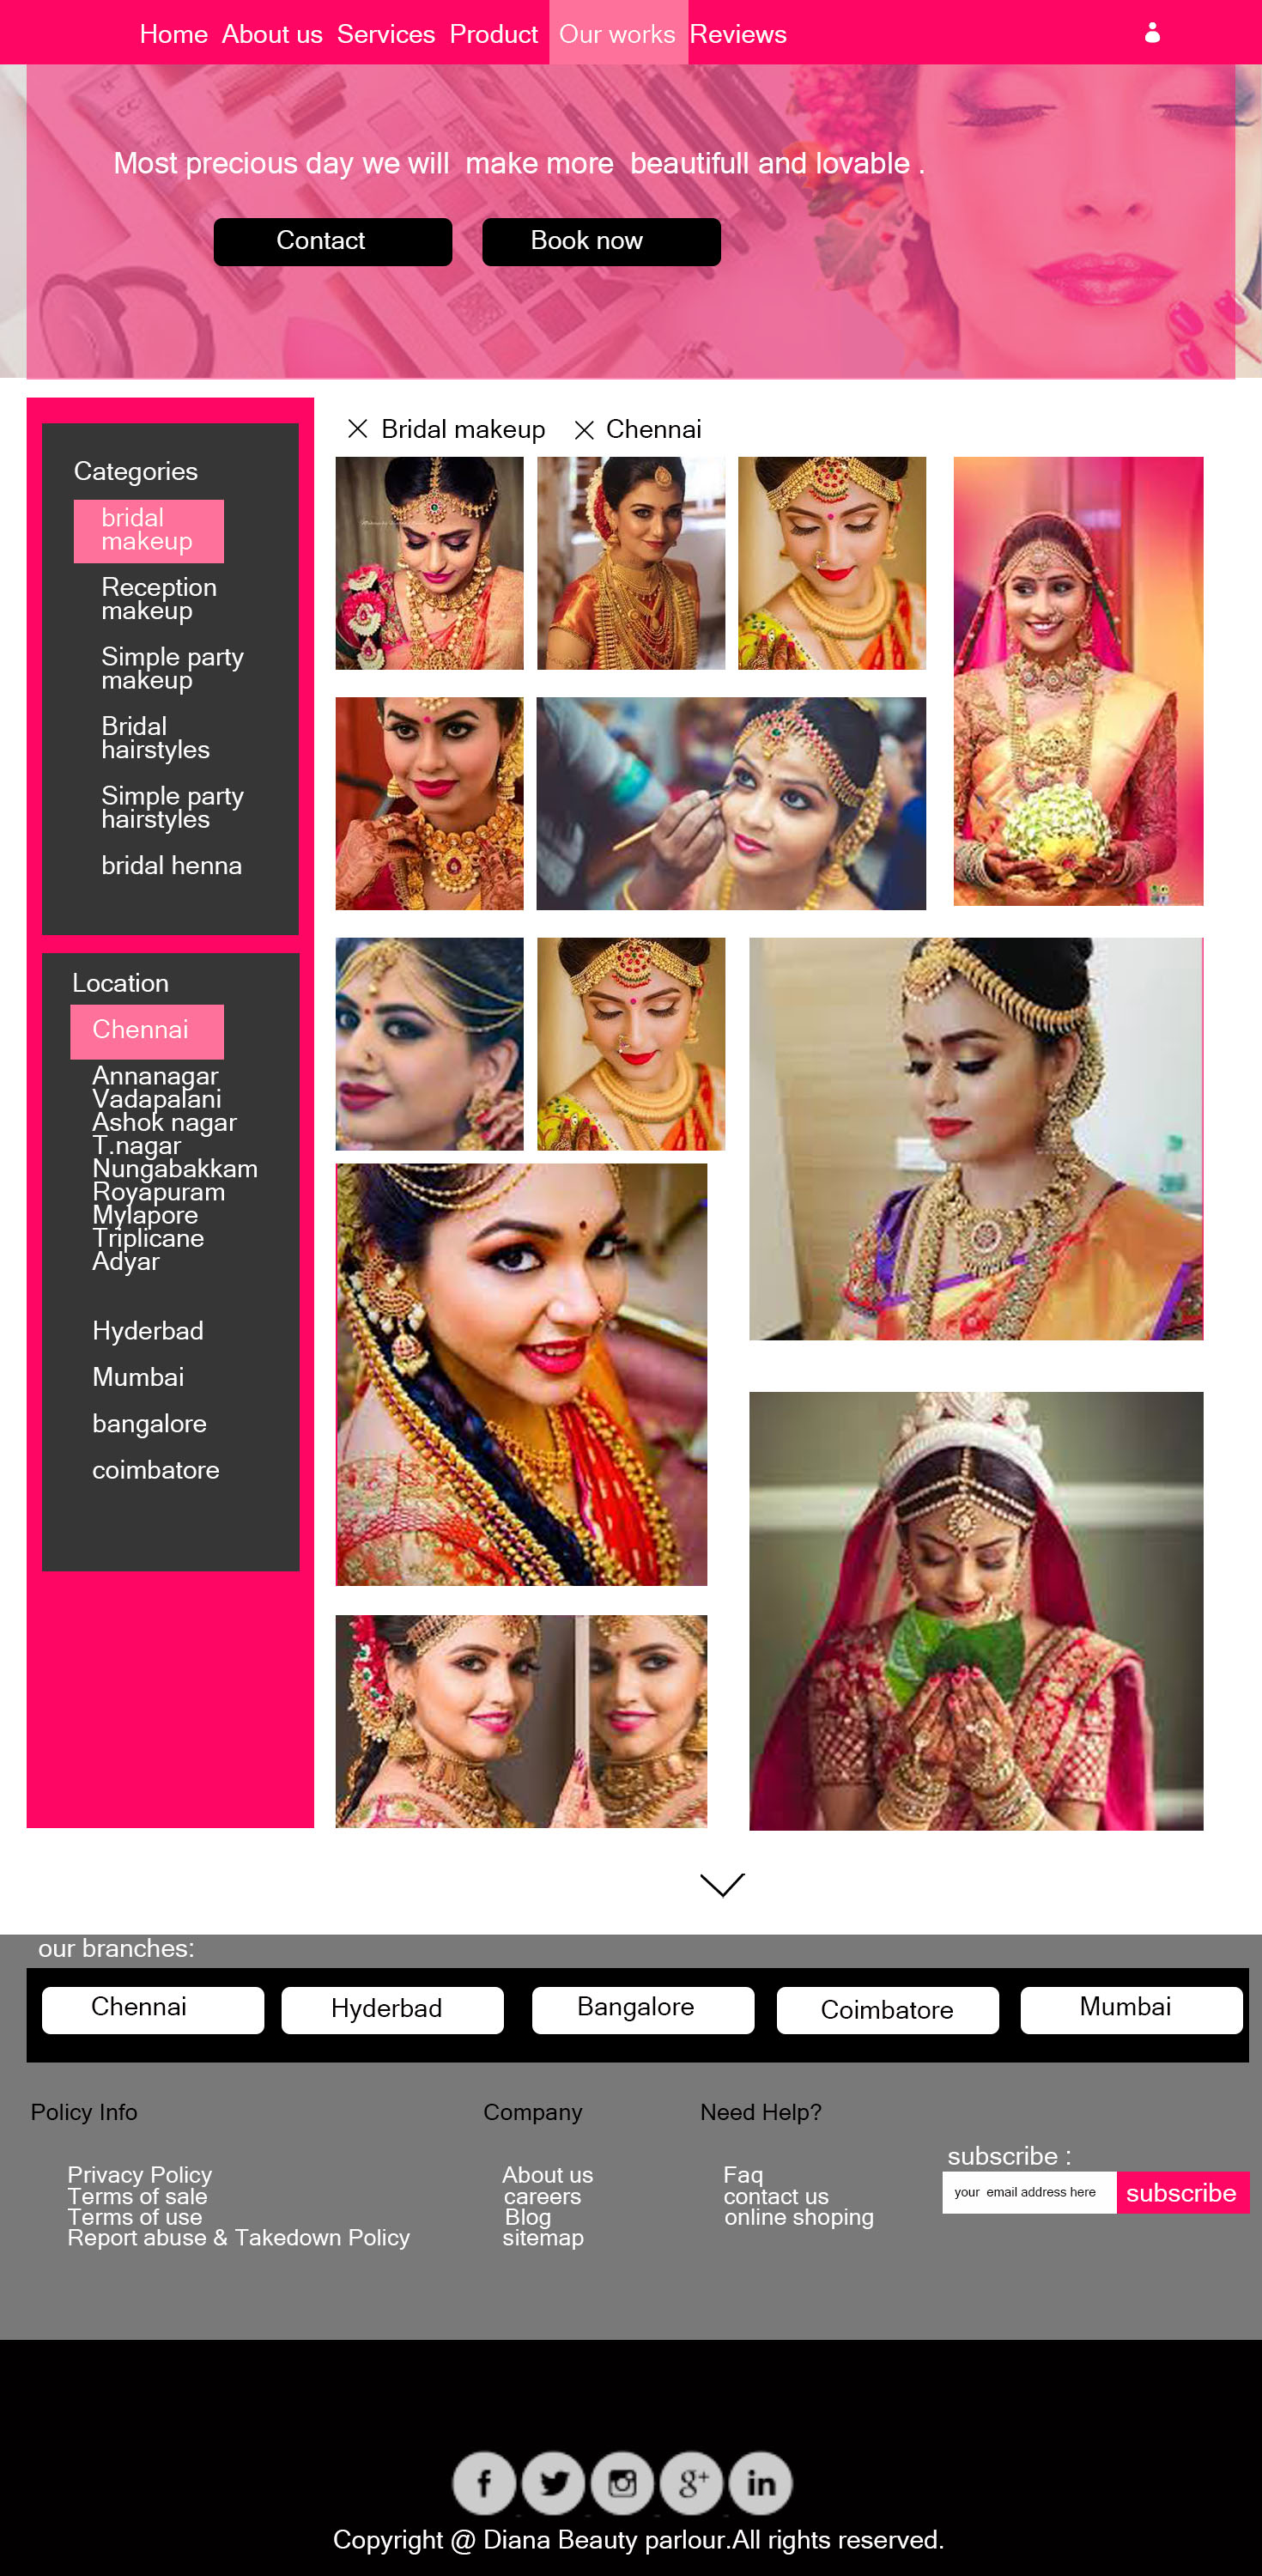 Home About us Services Product Our works Reviews
Most precious day we will make more beautifull and lovable .
Contact
Book now
Bridal makeup
Chennai
Categories
bridal
makeup
Reception
makeup
Simple party
makeup
Bridal
hairstyles
Simple party
hairstyles
bridal henna
Location
Chennai
Annanagar
Vadapalani
Ashok nagar
T.nagar
Nungabakkam
Royapuram
Mylapore
Triplicane
Adyar
Hyderbad
Mumbai
bangalore
coimbatore
our branches:
Chennai
Hyderbad
Bangalore
Coimbatore
Mumbai
Policy Info
Privacy Policy
Terms of sale
Terms of use
Report abuse & Takedown Policy
Company
About us
careers
Blog
sitemap
Need Help?
Faq
contact us
online shoping
subscribe :
your email address here
subscribe
f
g+
in
Copyright @ Diana Beauty parlour.All rights reserved.